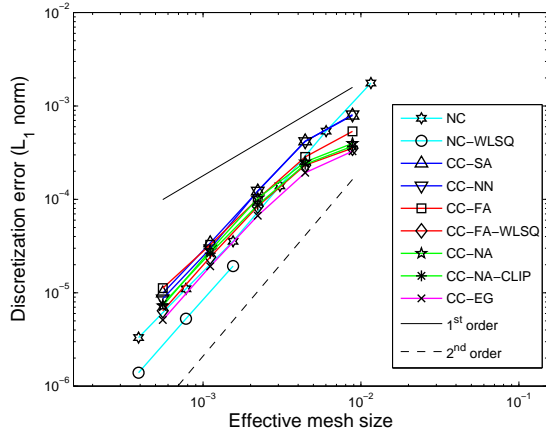 Discretization error (L₁ norm)
10⁻²
10⁻³
10⁻⁴
10⁻⁵
10⁻⁶
NC
NC−WLSQ
CC−SA
CC−NN
CC−FA
CC−FA−WLSQ
CC−NA
CC−NA−CLIP
CC−EG
1ˢᵗ order
2ⁿᵈ order
10⁻³
10⁻²
Effective mesh size